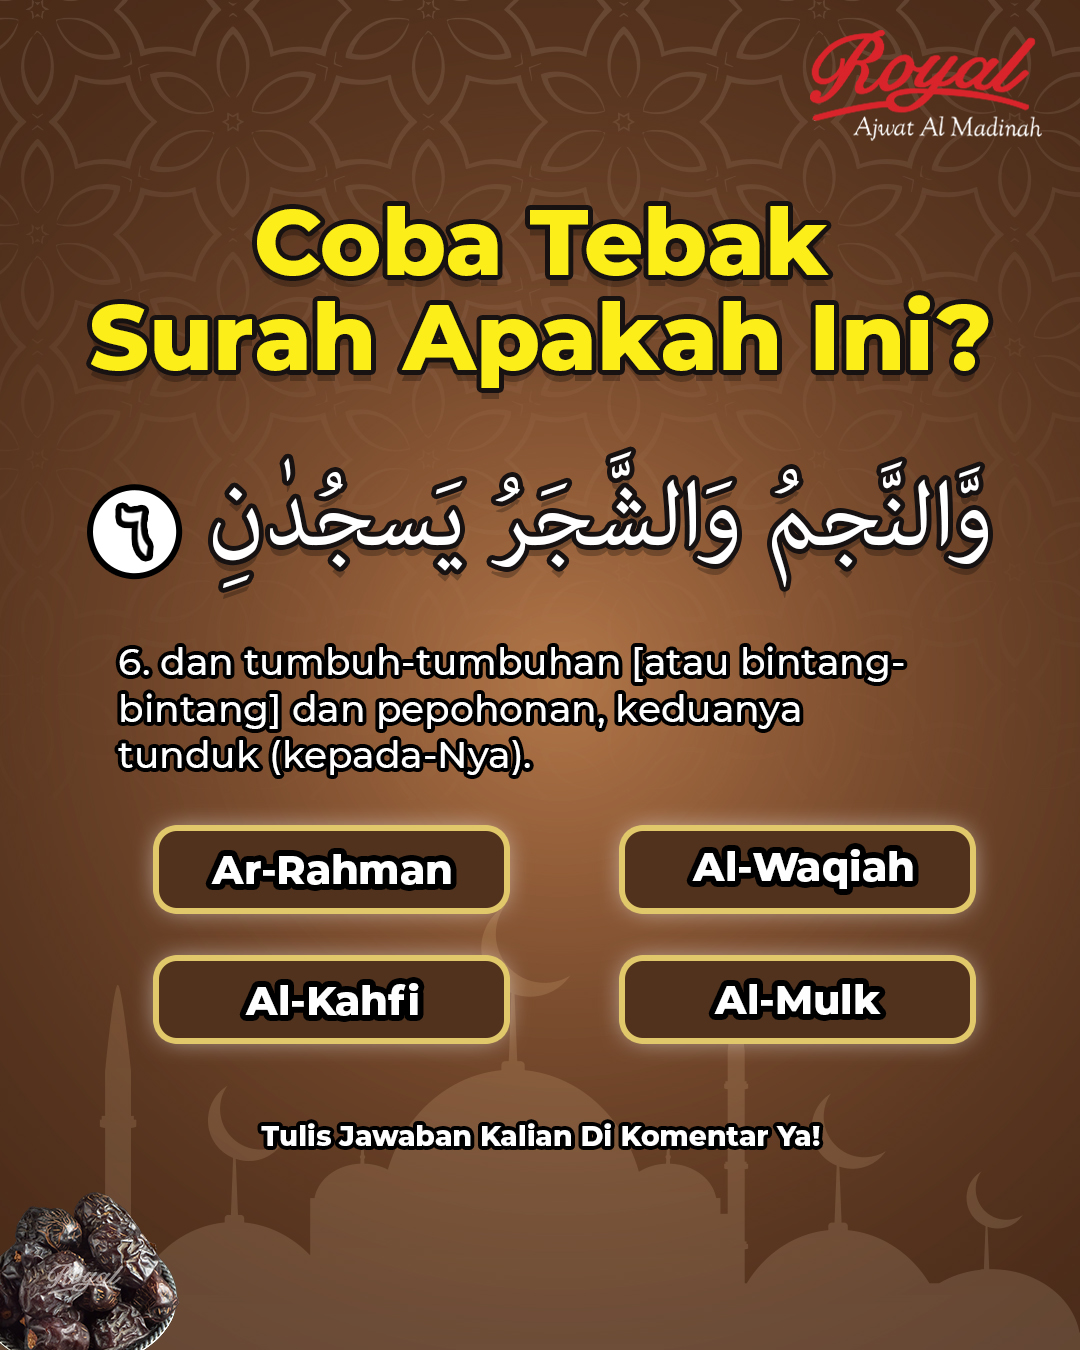 Royal
Ajwat Al Madinah
Coba Tebak
Surah Apakah Ini?
وَّالنَّجمُ وَالشَّجَرُ يَسجُدٰنِ ٦
6. dan tumbuh-tumbuhan [atau bintang-
bintang] dan pepohonan, keduanya
tunduk (kepada-Nya).
Ar-Rahman
Al-Waqiah
Al-Kahfi
Al-Mulk
Tulis Jawaban Kalian Di Komentar Ya!
Royal